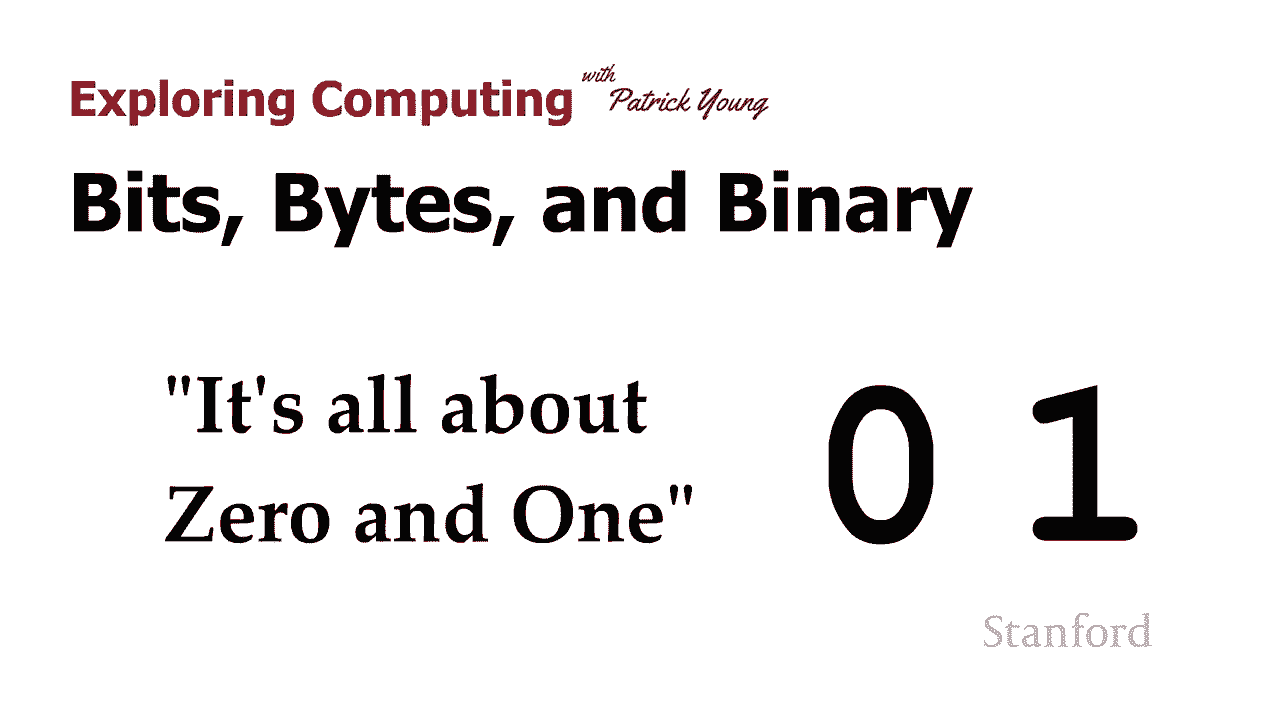 Exploring Computing with Patrick Young
Bits, Bytes, and Binary
"It's all about
Zero and One"
0 1
Stanford